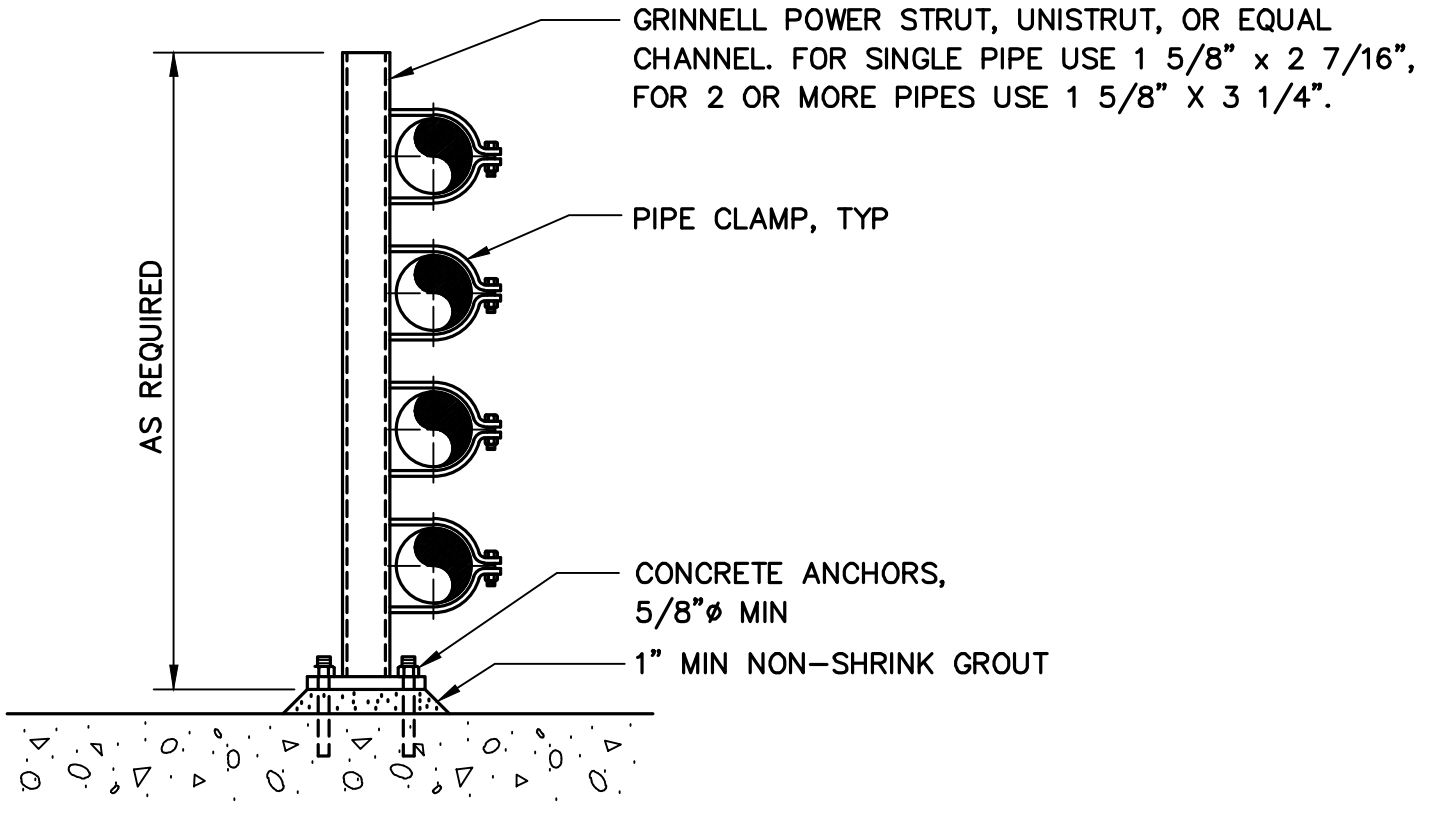 GRINNELL POWER STRUT, UNISTRUT, OR EQUAL
CHANNEL. FOR SINGLE PIPE USE 1 5/8" x 2 7/16",
FOR 2 OR MORE PIPES USE 1 5/8" X 3 1/4".
PIPE CLAMP, TYP
AS REQUIRED
CONCRETE ANCHORS,
5/8"ø MIN
1" MIN NON-SHRINK GROUT